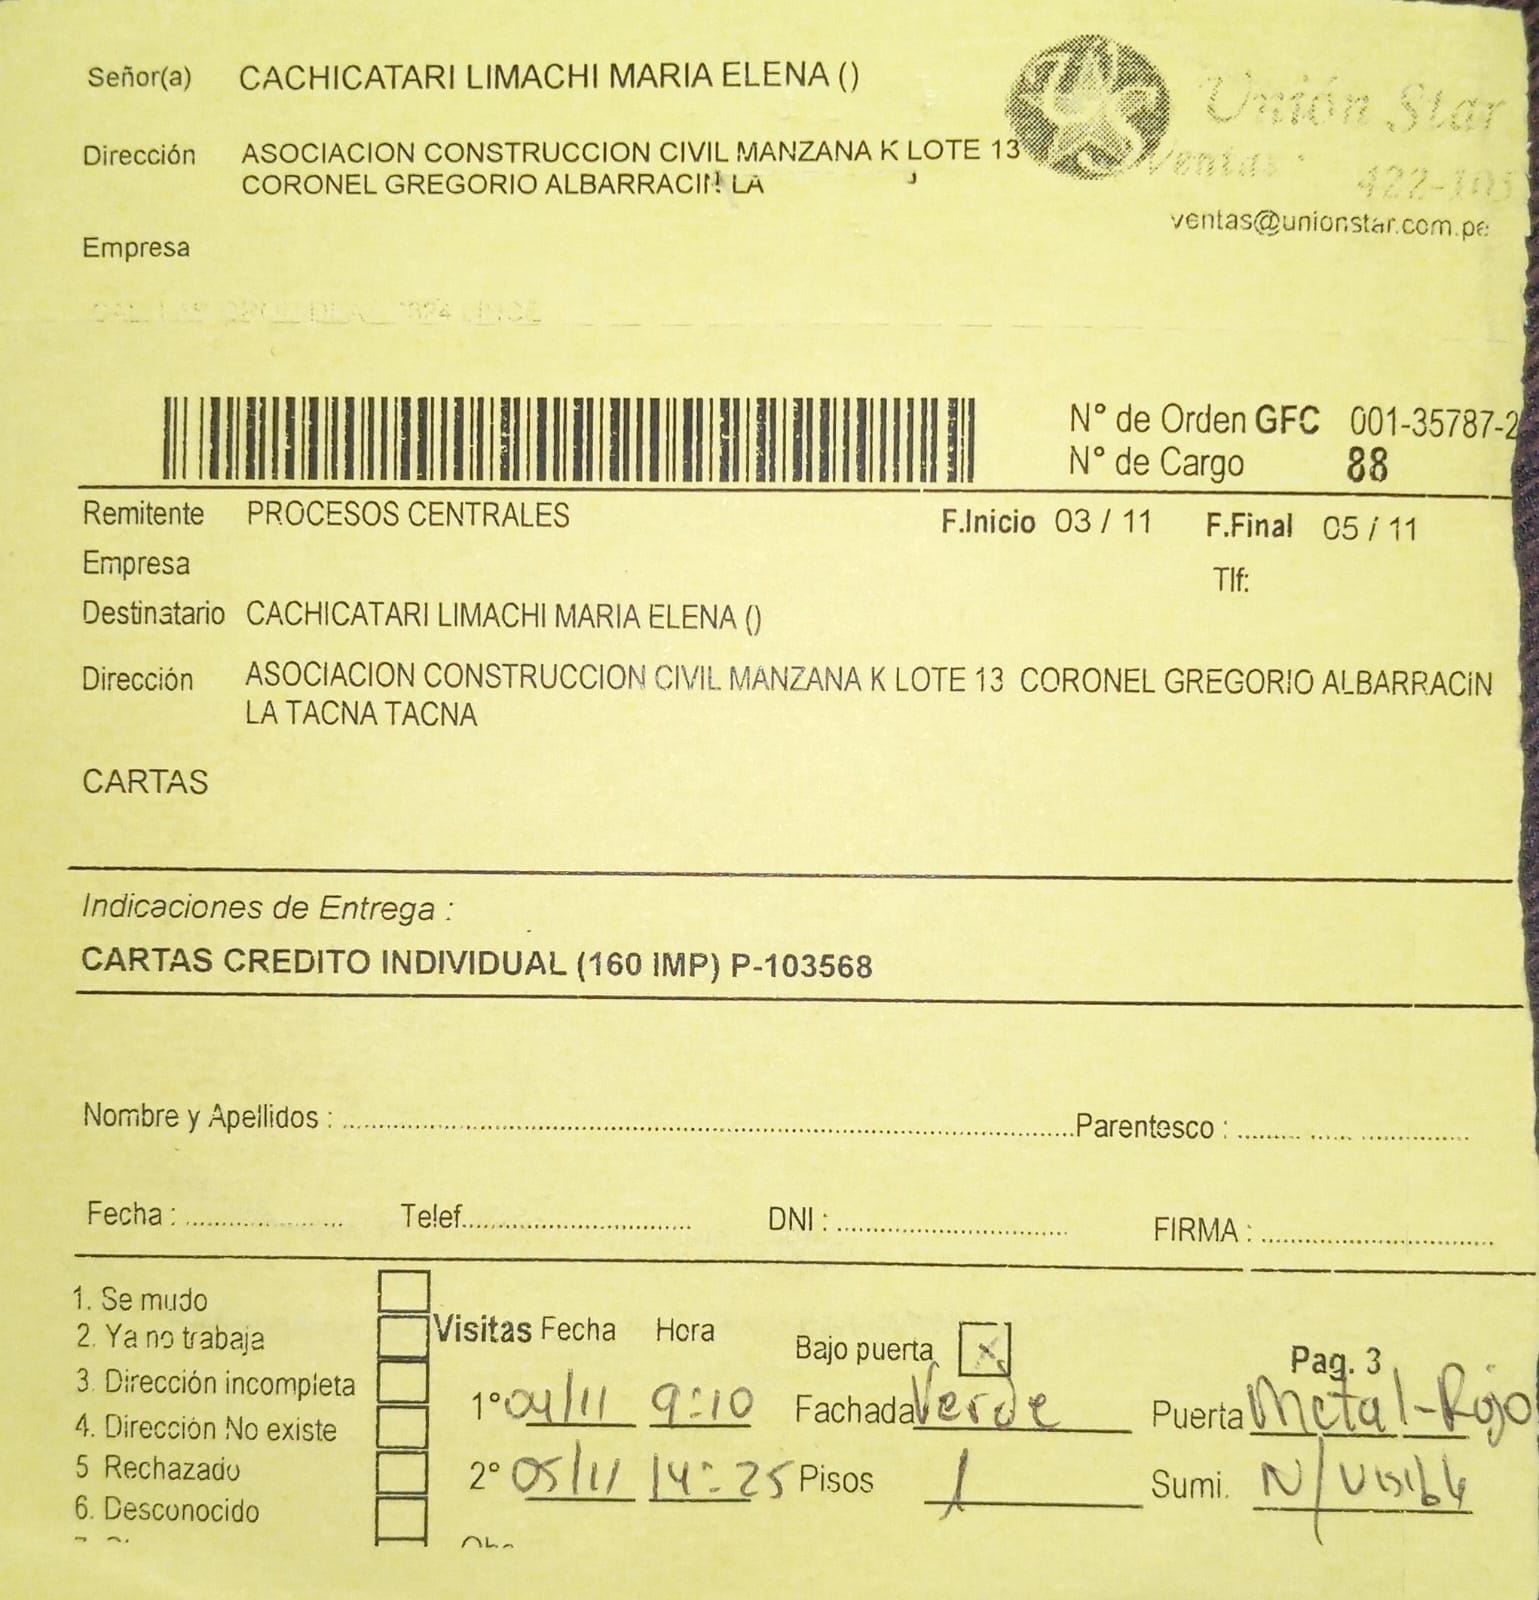 Señor(a) CACHICATARI LIMACHI MARIA ELENA ()
Unión Star
Dirección ASOCIACION CONSTRUCCION CIVIL MANZANA K LOTE 13
Ventas:
CORONEL GREGORIO ALBARRACIN LA
422-103
ventas@unionstar.com.pe
Empresa
N° de Orden GFC 001-35787-2
N° de Cargo 88
Remitente PROCESOS CENTRALES F.Inicio 03 / 11 F.Final 05 / 11
Empresa Tlf:
Destinatario CACHICATARI LIMACHI MARIA ELENA ()
Dirección ASOCIACION CONSTRUCCION CIVIL MANZANA K LOTE 13 CORONEL GREGORIO ALBARRACIN
LA TACNA TACNA
CARTAS
Indicaciones de Entrega :
CARTAS CREDITO INDIVIDUAL (160 IMP) P-103568
Nombre y Apellidos : Parentesco :
Fecha : Telef. DNI : FIRMA :
1. Se mudo
2. Ya no trabaja Visitas Fecha Hora Bajo puerta X Pag. 3
3. Dirección incompleta 1° 04/11 9:10 Fachada Verde Puerta Metal-Rojo
4. Dirección No existe
5 Rechazado 2° 05/11 14:25 Pisos 1 Sumi. N/Visible
6. Desconocido